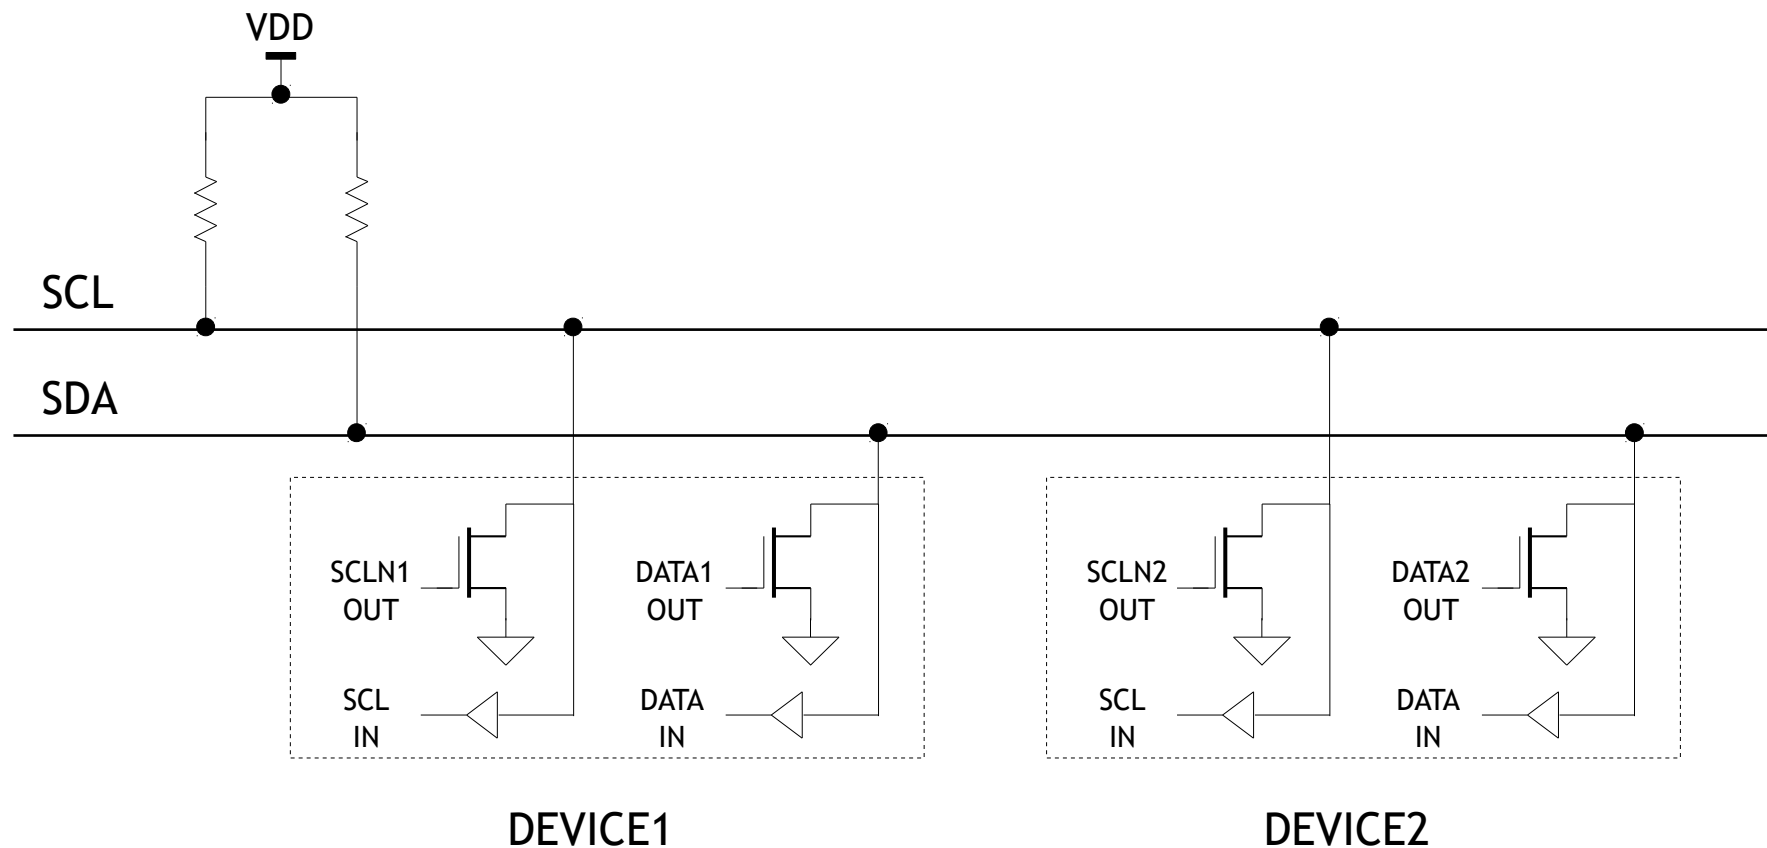 VDD
SCL
SDA
SCLN1
OUT
DATA1
OUT
SCLN2
OUT
DATA2
OUT
SCL
IN
DATA
IN
SCL
IN
DATA
IN
DEVICE1
DEVICE2